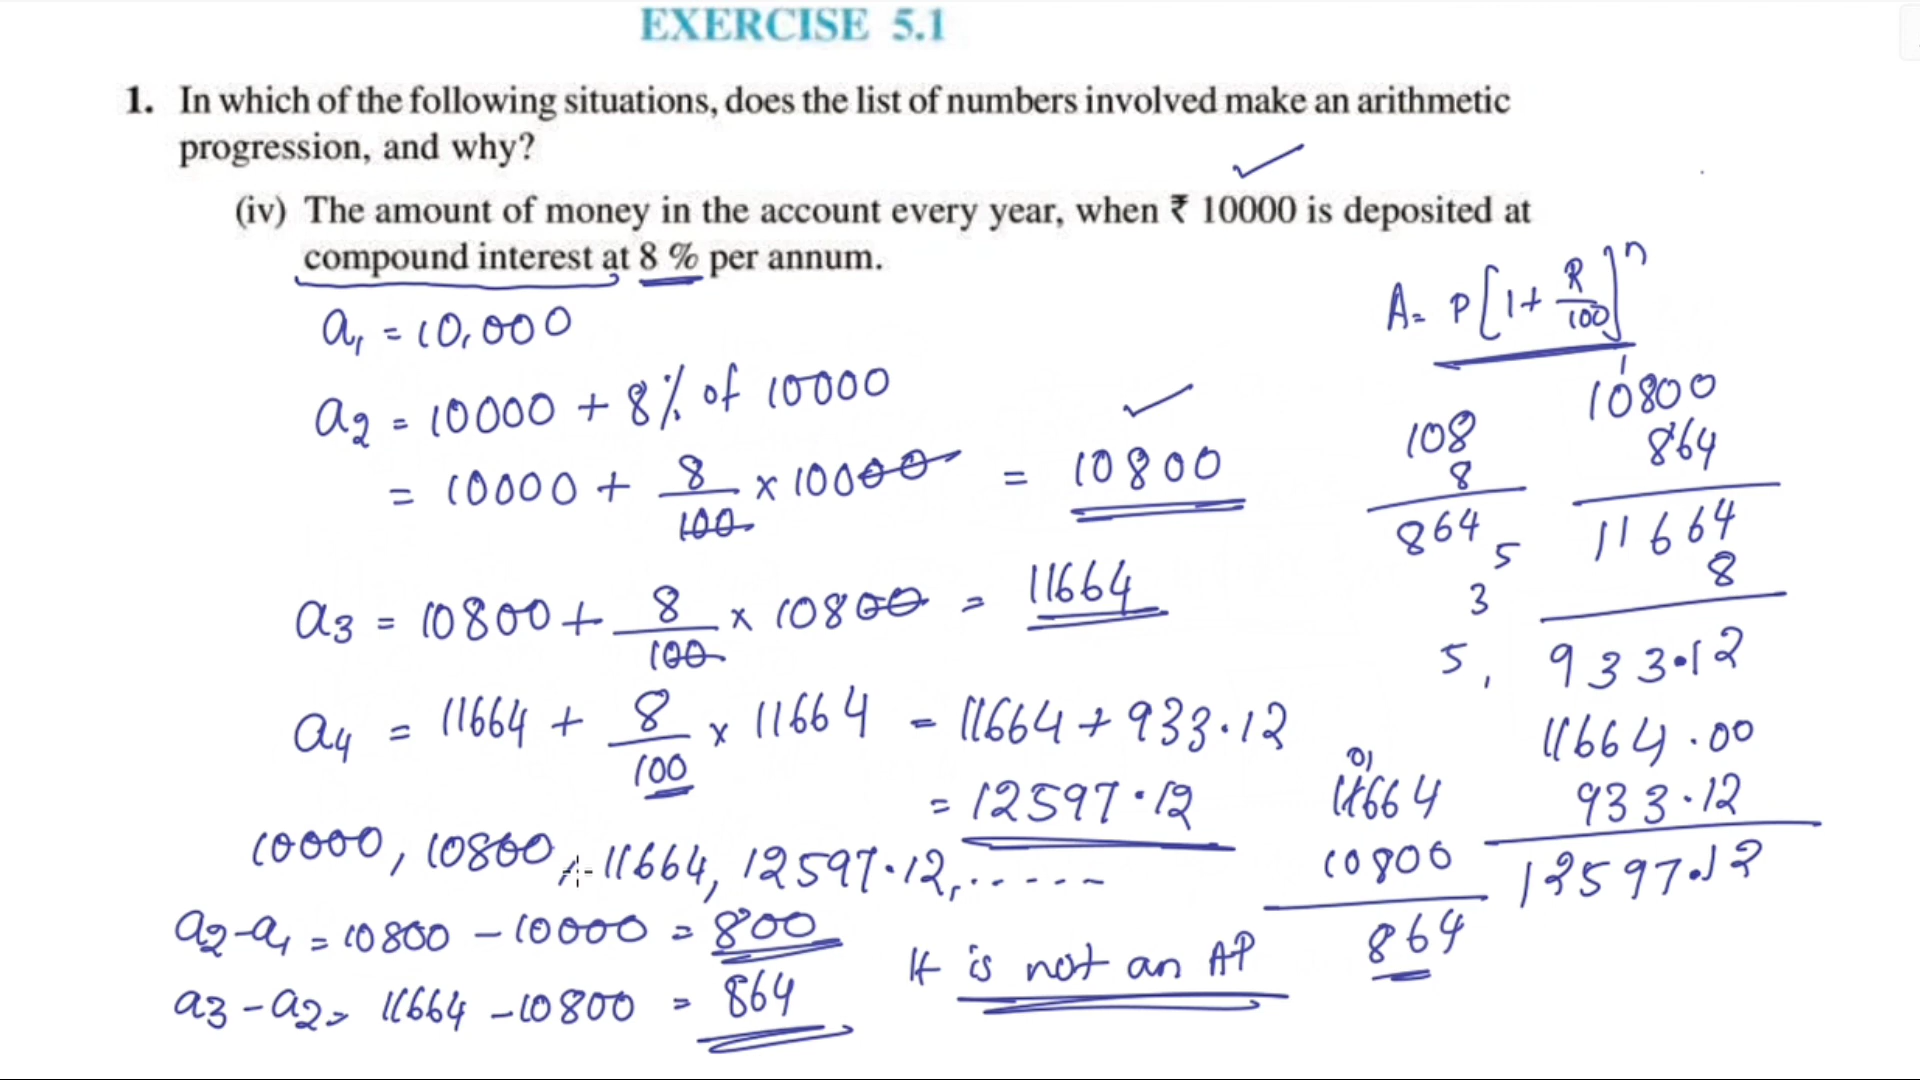 EXERCISE 5.1
1. In which of the following situations, does the list of numbers involved make an arithmetic
progression, and why?
(iv) The amount of money in the account every year, when ₹ 10000 is deposited at
compound interest at 8 % per annum.
a₁ = 10,000
A = P[1 + R/100]ⁿ
a₂ = 10000 + 8% of 10000
= 10000 + 8/100 x 10000 = 10800
a₃ = 10800 + 8/100 x 10800 = 11664
a₄ = 11664 + 8/100 x 11664 = 11664 + 933.12
= 12597.12
10000, 10800, 11664, 12597.12, .....
a₂-a₁ = 10800 - 10000 = 800
a₃-a₂ = 11664 - 10800 = 864
It is not an AP
108
8
864
5
3
5,
1
10800
864
11664
8
933.12
11664.00
933.12
12597.12
01
11664
10800
864